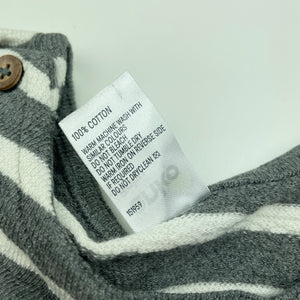 100% COTTON
WARM MACHINE WASH WITH
SIMILAR COLOURS
DO NOT BLEACH
DO NOT TUMBLE DRY
WARM IRON ON REVERSE SIDE
IF REQUIRED
DO NOT DRYCLEAN
151959